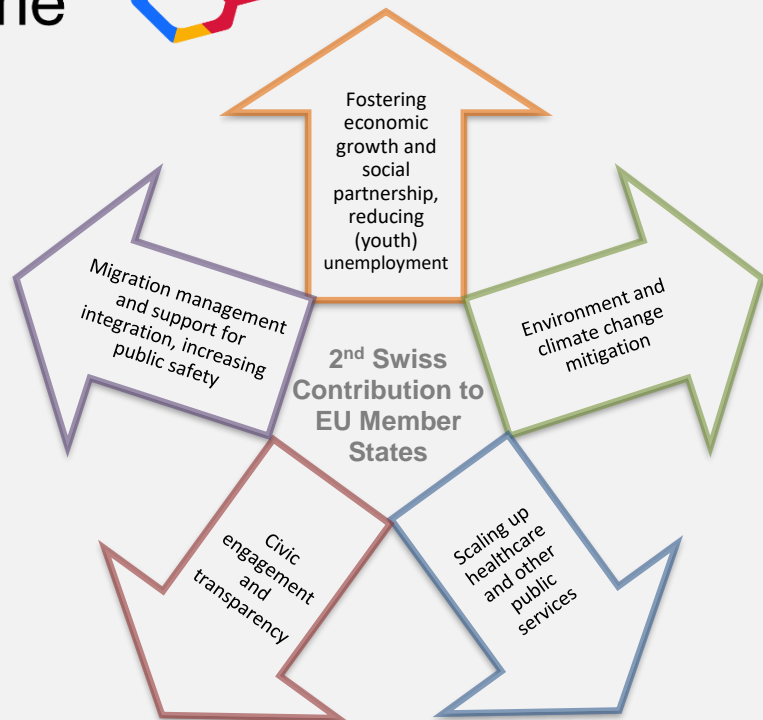 Fostering
economic
growth and
social
partnership,
reducing
(youth)
unemployment
Migration management
and support for
integration, increasing
public safety
Environment and
climate change
mitigation
2nd Swiss
Contribution to
EU Member
States
Civic
engagement
and
transparency
Scaling up
healthcare
and other
public
services